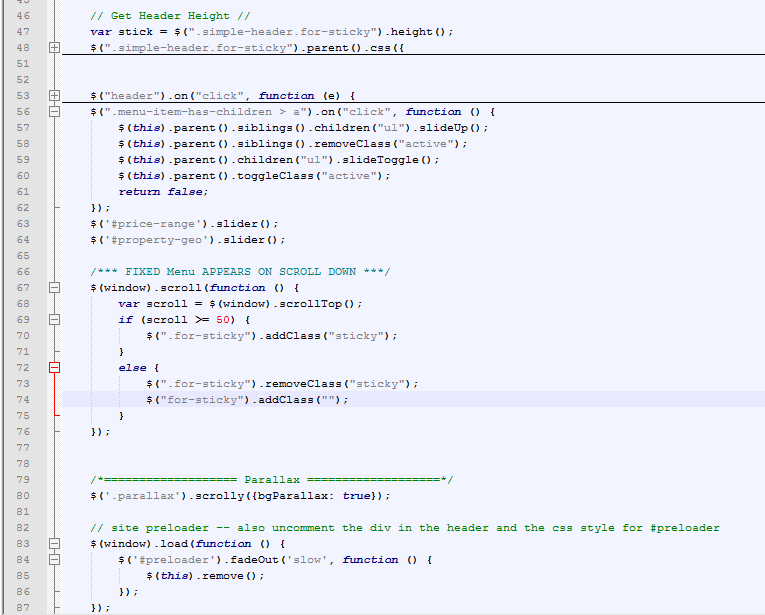 46 // Get Header Height //
47 var stick = $(".simple-header.for-sticky").height();
48 $(".simple-header.for-sticky").parent().css({
51
52
53 $("header").on("click", function (e) {
56 $(".menu-item-has-children > a").on("click", function () {
57 $(this).parent().siblings().children("ul").slideUp();
58 $(this).parent().siblings().removeClass("active");
59 $(this).parent().children("ul").slideToggle();
60 $(this).parent().toggleClass("active");
61 return false;
62 });
63 $('#price-range').slider();
64 $('#property-geo').slider();
65
66 /*** FIXED Menu APPEARS ON SCROLL DOWN ***/
67 $(window).scroll(function () {
68 var scroll = $(window).scrollTop();
69 if (scroll >= 50) {
70 $(".for-sticky").addClass("sticky");
71 }
72 else {
73 $(".for-sticky").removeClass("sticky");
74 $("for-sticky").addClass("");
75 }
76 });
77
78
79 /*=================== Parallax ===================*/
80 $('.parallax').scrolly({bgParallax: true});
81
82 // site preloader -- also uncomment the div in the header and the css style for #preloader
83 $(window).load(function () {
84 $('#preloader').fadeOut('slow', function () {
85 $(this).remove();
86 });
87 });